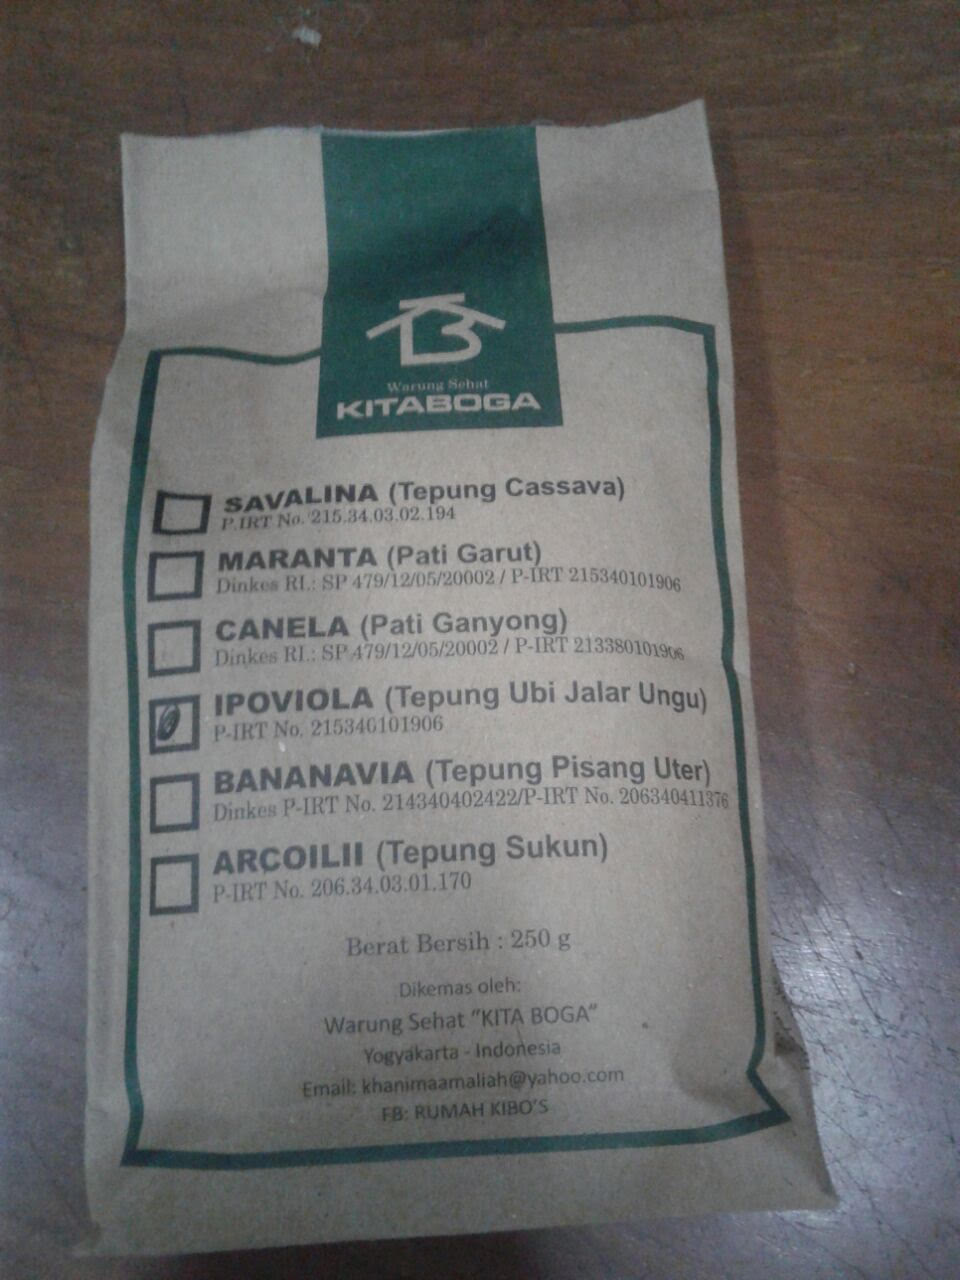 Warung Sehat
KITABOGA
SAVALINA (Tepung Cassava)
P.IRT No. 215.34.03.02.194
MARANTA (Pati Garut)
Dinkes RI.: SP 479/12/05/20002 / P-IRT 215340101906
CANELA (Pati Ganyong)
Dinkes RI.: SP 479/12/05/20002 / P-IRT 213380101906
IPOVIOLA (Tepung Ubi Jalar Ungu)
P-IRT No. 215340101906
BANANAVIA (Tepung Pisang Uter)
Dinkes P-IRT No. 214340402422/P-IRT No. 206340411376
ARCOILII (Tepung Sukun)
P-IRT No. 206.34.03.01.170
Berat Bersih : 250 g
Dikemas oleh:
Warung Sehat "KITA BOGA"
Yogyakarta - Indonesia
Email: khanimaamaliah@yahoo.com
FB: RUMAH KIBO'S